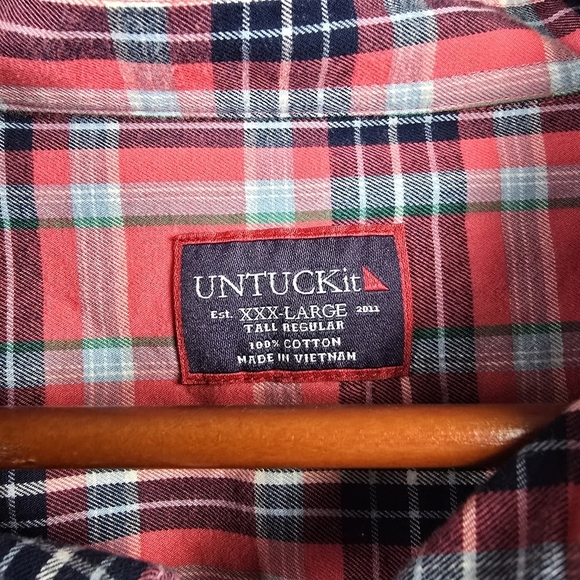 UNTUCKit
Est. XXX-LARGE 2011
TALL REGULAR
100% COTTON
MADE IN VIETNAM